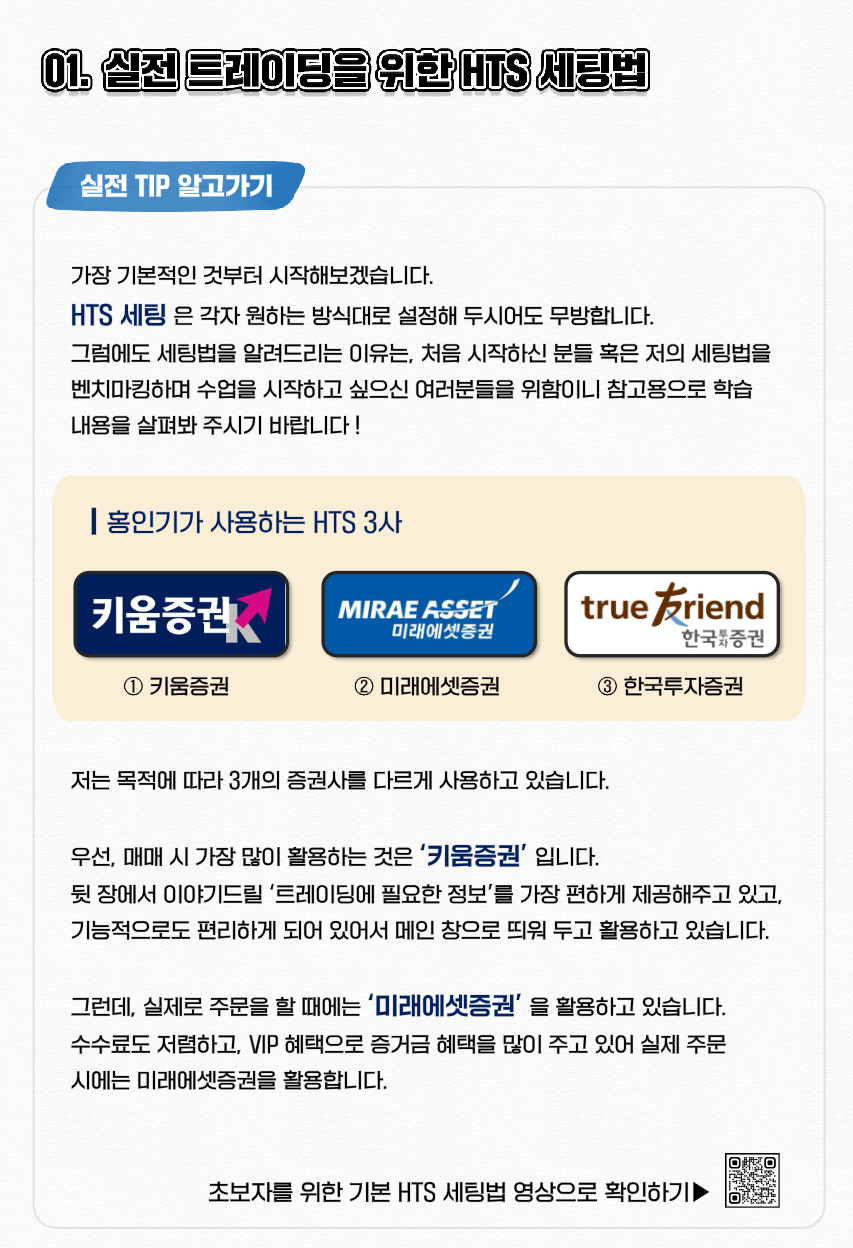 01. 실전 트레이딩을 위한 HTS 세팅법
실전 TIP 알고가기
가장 기본적인 것부터 시작해보겠습니다.
HTS 세팅 은 각자 원하는 방식대로 설정해 두시어도 무방합니다.
그럼에도 세팅법을 알려드리는 이유는, 처음 시작하신 분들 혹은 저의 세팅법을
벤치마킹하며 수업을 시작하고 싶으신 여러분들을 위함이니 참고용으로 학습
내용을 살펴봐 주시기 바랍니다 !
홍인기가 사용하는 HTS 3사
키움증권K
MIRAE ASSET
미래에셋증권
true 友riend
한국투자증권
① 키움증권
② 미래에셋증권
③ 한국투자증권
저는 목적에 따라 3개의 증권사를 다르게 사용하고 있습니다.
우선, 매매 시 가장 많이 활용하는 것은 ‘키움증권’ 입니다.
뒷 장에서 이야기드릴 ‘트레이딩에 필요한 정보’를 가장 편하게 제공해주고 있고,
기능적으로도 편리하게 되어 있어서 메인 창으로 띄워 두고 활용하고 있습니다.
그런데, 실제로 주문을 할 때에는 ‘미래에셋증권’ 을 활용하고 있습니다.
수수료도 저렴하고, VIP 혜택으로 증거금 혜택을 많이 주고 있어 실제 주문
시에는 미래에셋증권을 활용합니다.
초보자를 위한 기본 HTS 세팅법 영상으로 확인하기▶